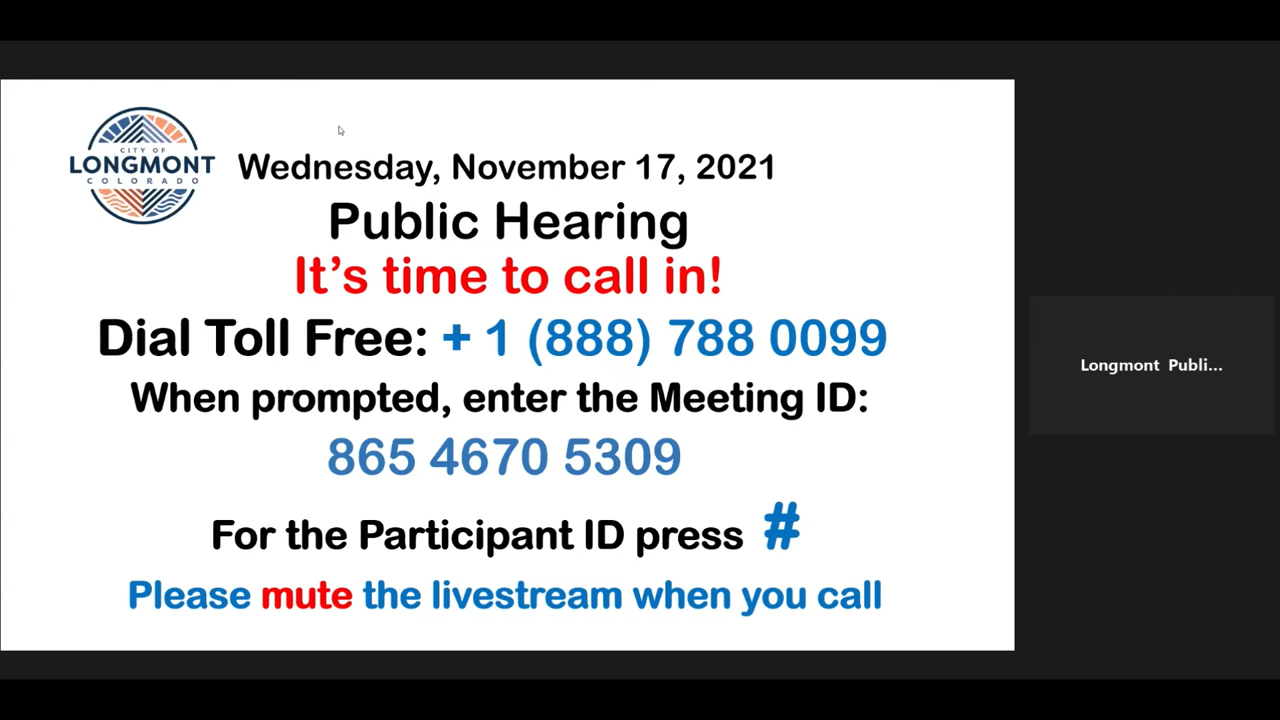 CITY OF
LONGMONT
COLORADO
Wednesday, November 17, 2021
Public Hearing
It's time to call in!
Dial Toll Free: + 1 (888) 788 0099
When prompted, enter the Meeting ID:
865 4670 5309
For the Participant ID press #
Please mute the livestream when you call
Longmont Publi...